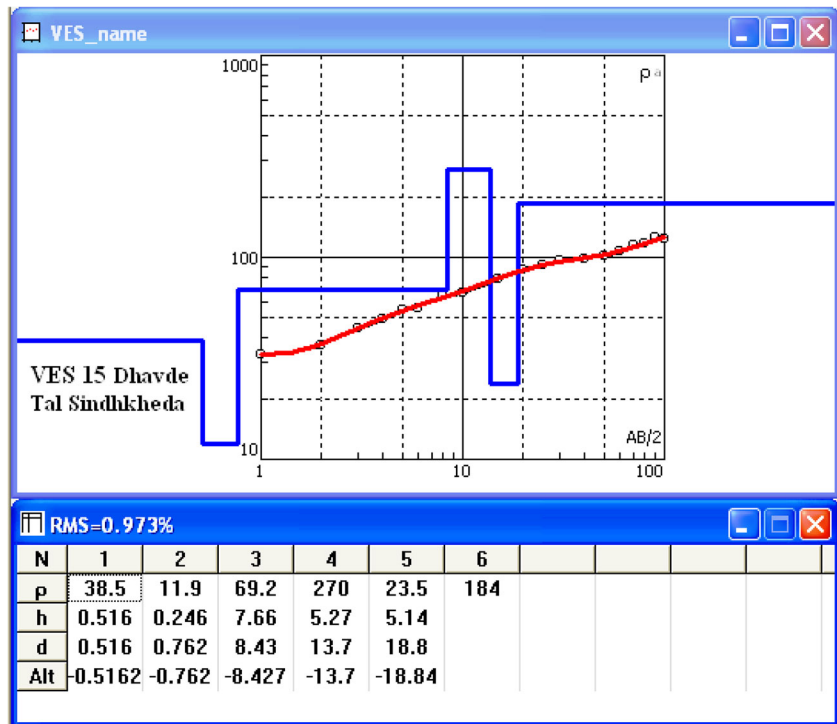 VES_name
1000
ρa
100
VES 15 Dhavde
Tal Sindhkheda
10
AB/2
1 10 100
RMS=0.973%
N 1 2 3 4 5 6
ρ 38.5 11.9 69.2 270 23.5 184
h 0.516 0.246 7.66 5.27 5.14
d 0.516 0.762 8.43 13.7 18.8
Alt -0.5162 -0.762 -8.427 -13.7 -18.84